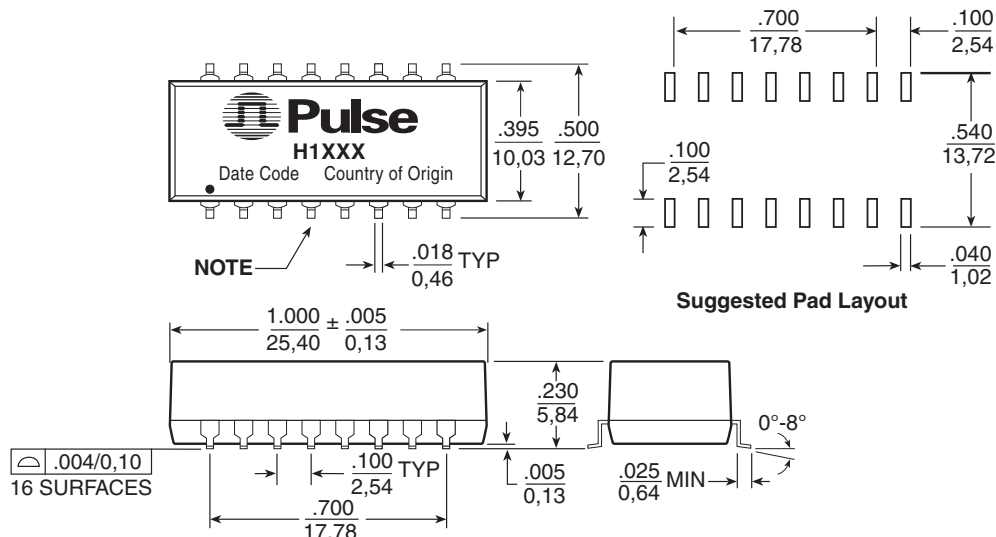 .700
17,78
.100
2,54
Pulse
H1XXX
Date Code Country of Origin
.395
10,03
.500
12,70
.540
13,72
.100
2,54
NOTE
.018
0,46
TYP
.040
1,02
Suggested Pad Layout
1.000 ± .005
25,40 0,13
.230
5,84
0°-8°
.004/0,10
16 SURFACES
.100
2,54
TYP
.005
0,13
.025
0,64
MIN
.700
17,78